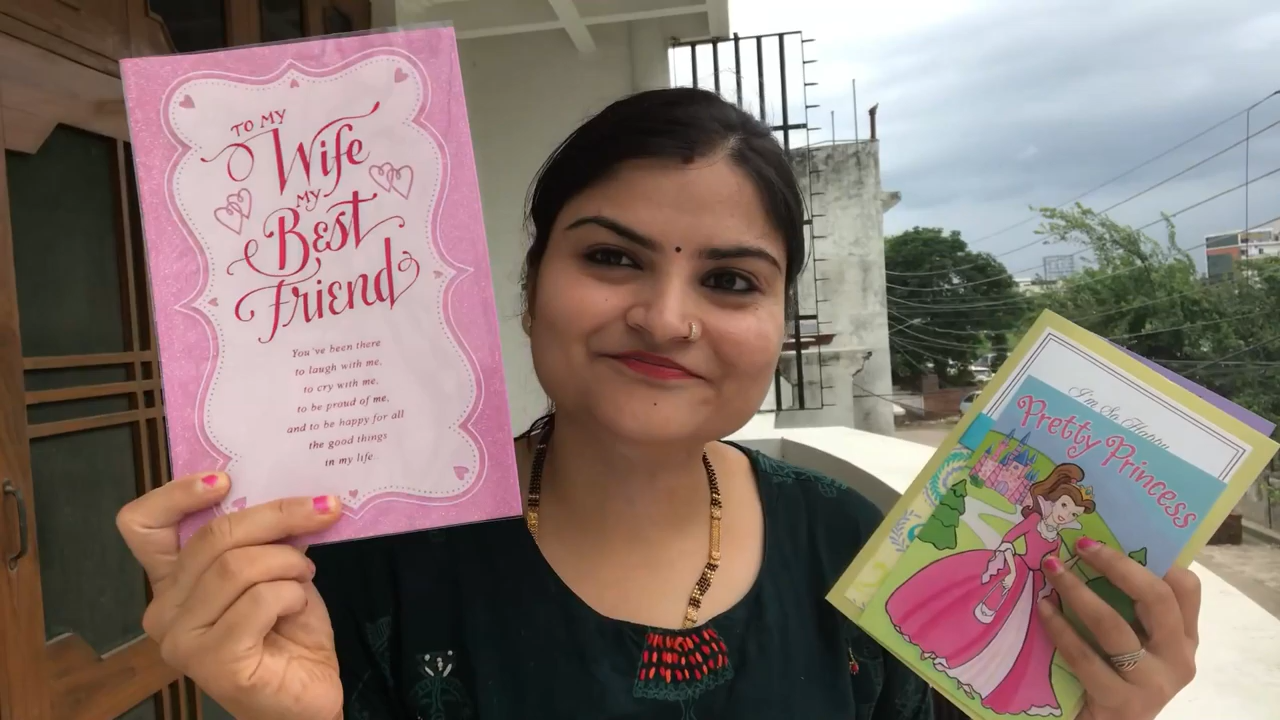 TO MY
Wife
MY
BEST
Friend
You've been there
to laugh with me,
to cry with me,
to be proud of me,
and to be happy for all
the good things
in my life..
I'm So Happy
Pretty Princess